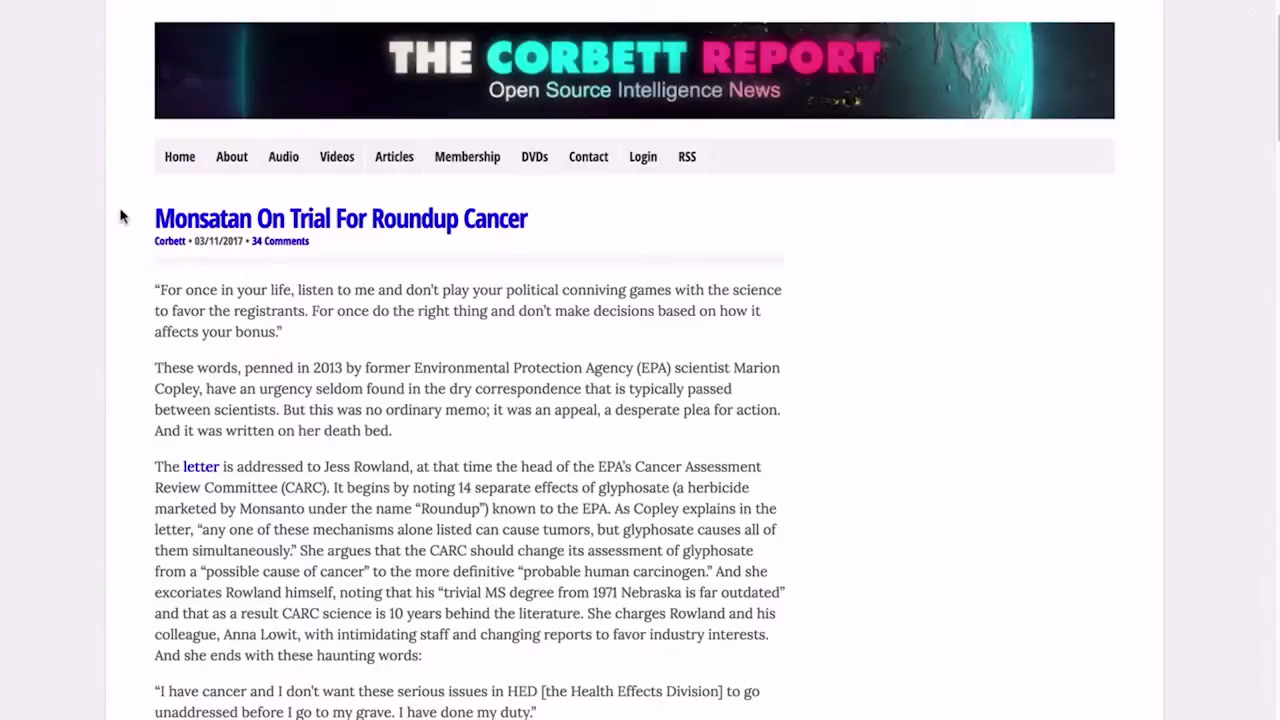 THE CORBETT REPORT
Open Source Intelligence News
Home About Audio Videos Articles Membership DVDs Contact Login RSS
Monsatan On Trial For Roundup Cancer
Corbett • 03/11/2017 • 34 Comments
“For once in your life, listen to me and don’t play your political conniving games with the science
to favor the registrants. For once do the right thing and don’t make decisions based on how it
affects your bonus.”
These words, penned in 2013 by former Environmental Protection Agency (EPA) scientist Marion
Copley, have an urgency seldom found in the dry correspondence that is typically passed
between scientists. But this was no ordinary memo; it was an appeal, a desperate plea for action.
And it was written on her death bed.
The letter is addressed to Jess Rowland, at that time the head of the EPA’s Cancer Assessment
Review Committee (CARC). It begins by noting 14 separate effects of glyphosate (a herbicide
marketed by Monsanto under the name “Roundup”) known to the EPA. As Copley explains in the
letter, “any one of these mechanisms alone listed can cause tumors, but glyphosate causes all of
them simultaneously.” She argues that the CARC should change its assessment of glyphosate
from a “possible cause of cancer” to the more definitive “probable human carcinogen.” And she
excoriates Rowland himself, noting that his “trivial MS degree from 1971 Nebraska is far outdated”
and that as a result CARC science is 10 years behind the literature. She charges Rowland and his
colleague, Anna Lowit, with intimidating staff and changing reports to favor industry interests.
And she ends with these haunting words:
“I have cancer and I don’t want these serious issues in HED [the Health Effects Division] to go
unaddressed before I go to my grave. I have done my duty.”